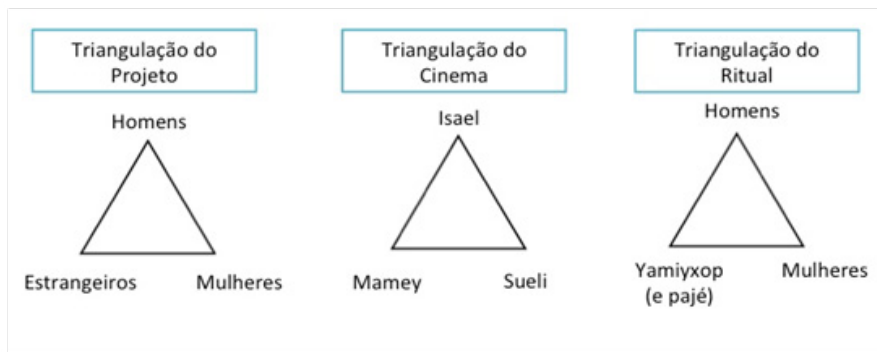 Triangulação do
Projeto
Homens
Estrangeiros
Mulheres
Triangulação do
Cinema
Isael
Mamey
Sueli
Triangulação do
Ritual
Homens
Yamiyxop
(e pajé)
Mulheres